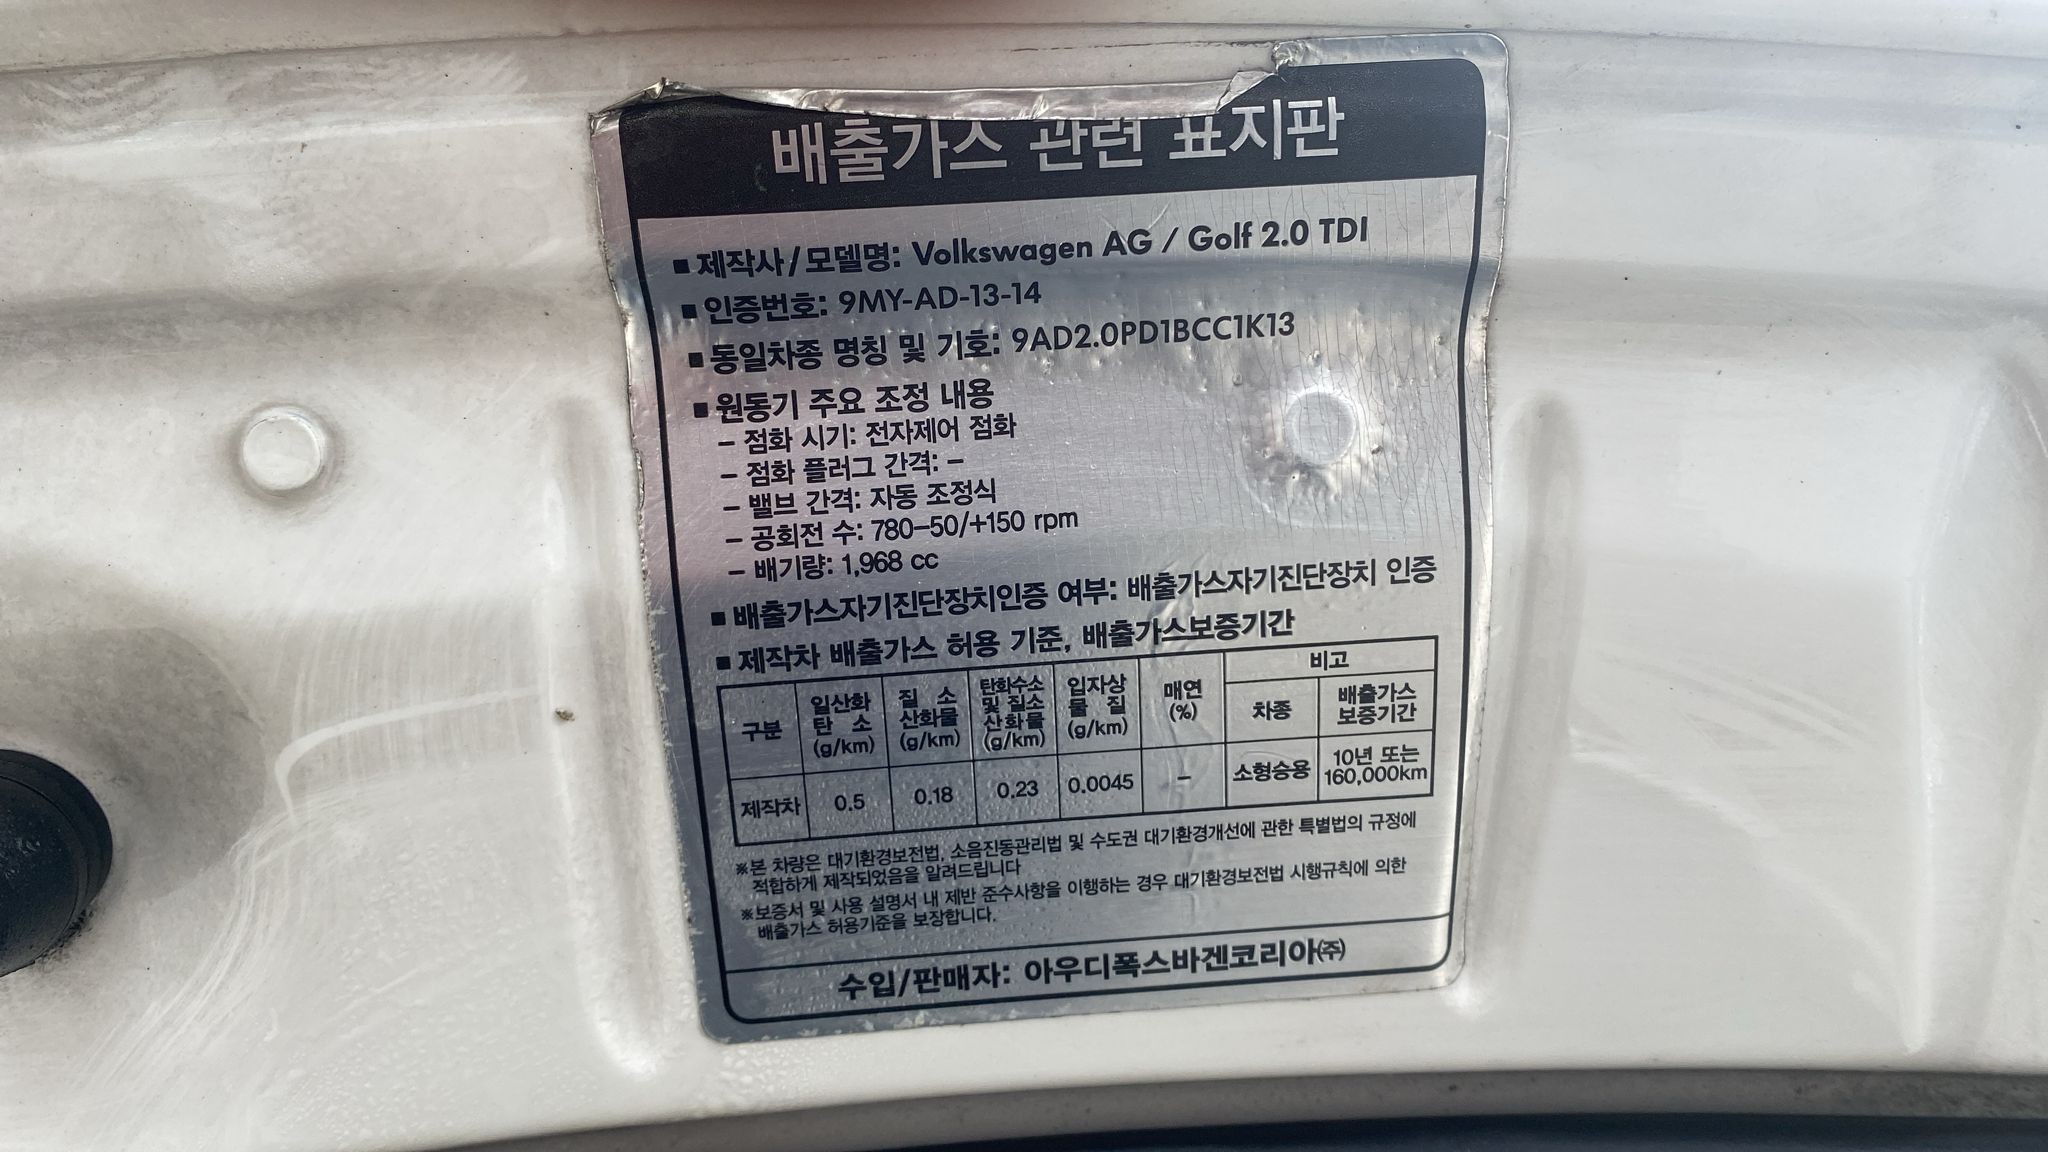 배출가스 관련 표지판
■ 제작사/모델명: Volkswagen AG / Golf 2.0 TDI
■ 인증번호: 9MY-AD-13-14
■ 동일차종 명칭 및 기호: 9AD2.0PD1BCC1K13
■ 원동기 주요 조정 내용
– 점화 시기: 전자제어 점화
– 점화 플러그 간격: –
– 밸브 간격: 자동 조정식
– 공회전 수: 780–50/+150 rpm
– 배기량: 1,968 cc
■ 배출가스자기진단장치인증 여부: 배출가스자기진단장치 인증
■ 제작차 배출가스 허용 기준, 배출가스보증기간
구분
일산화
탄 소
(g/km)
질 소
산화물
(g/km)
탄화수소
및 질소
산화물
(g/km)
입자상
물 질
(g/km)
매연
(%)
비고
차종
배출가스
보증기간
제작차 0.5 0.18 0.23 0.0045 – 소형승용
10년 또는
160,000km
※본 차량은 대기환경보전법, 소음진동관리법 및 수도권 대기환경개선에 관한 특별법의 규정에
적합하게 제작되었음을 알려드립니다
※보증서 및 사용 설명서 내 제반 준수사항을 이행하는 경우 대기환경보전법 시행규칙에 의한
배출가스 허용기준을 보장합니다.
수입/판매자: 아우디폭스바겐코리아㈜